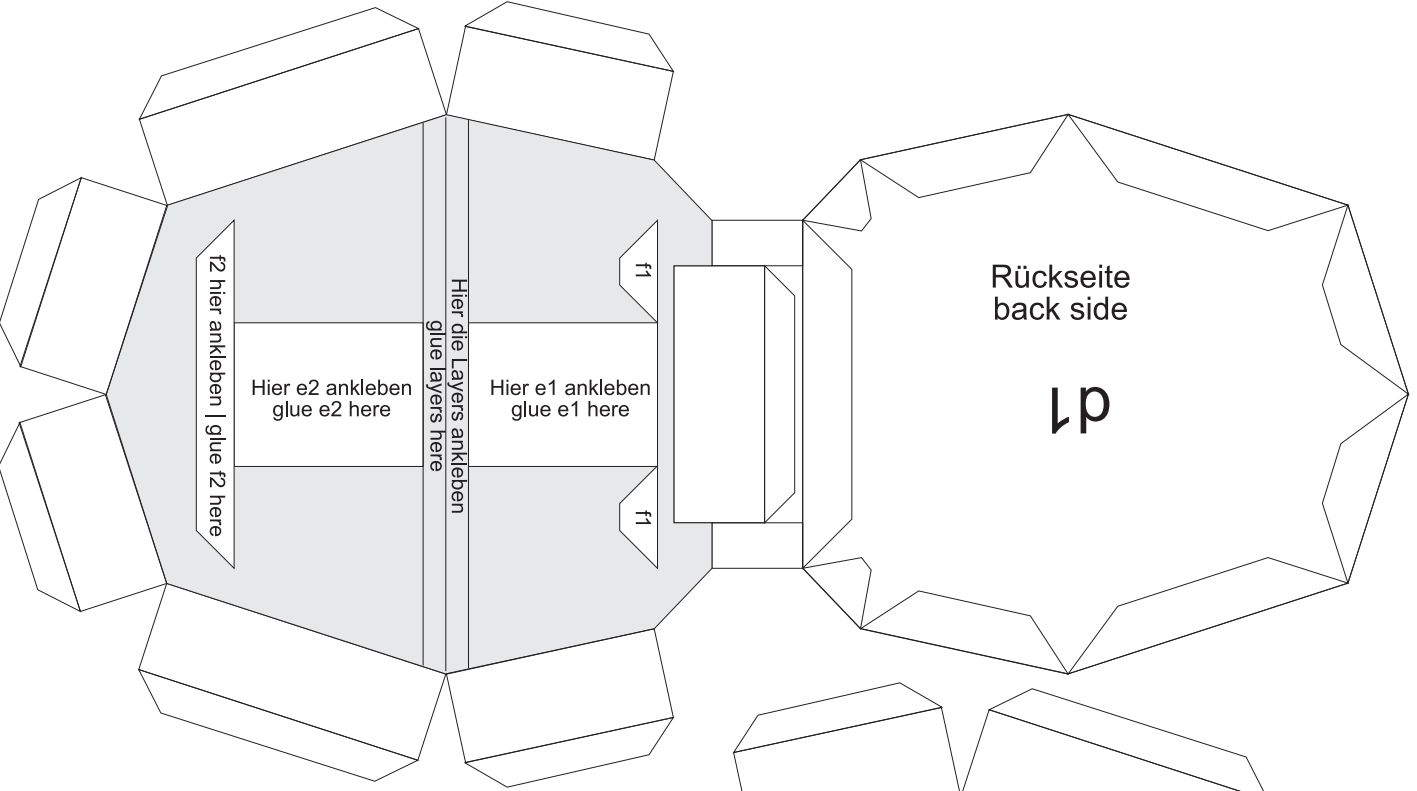 f2 hier ankleben | glue f2 here
Hier e2 ankleben
glue e2 here
Hier die Layers ankleben
glue layers here
Hier e1 ankleben
glue e1 here
f1
f1
Rückseite
back side
d1